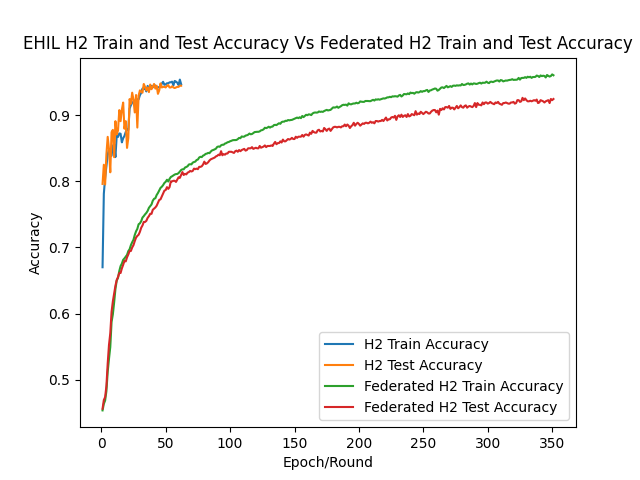 EHIL H2 Train and Test Accuracy Vs Federated H2 Train and Test Accuracy
Accuracy
0.9
0.8
0.7
0.6
0.5
H2 Train Accuracy
H2 Test Accuracy
Federated H2 Train Accuracy
Federated H2 Test Accuracy
0 50 100 150 200 250 300 350
Epoch/Round